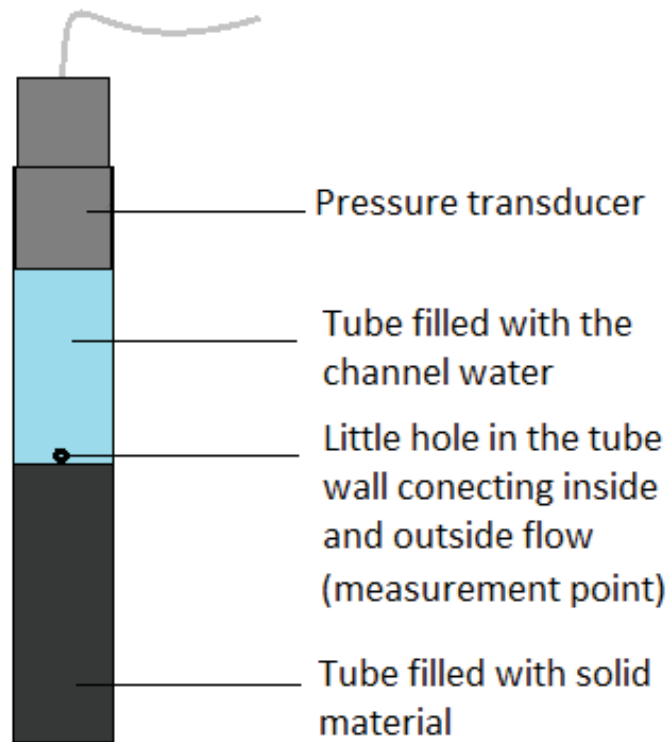 Pressure transducer
Tube filled with the
channel water
Little hole in the tube
wall conecting inside
and outside flow
(measurement point)
Tube filled with solid
material